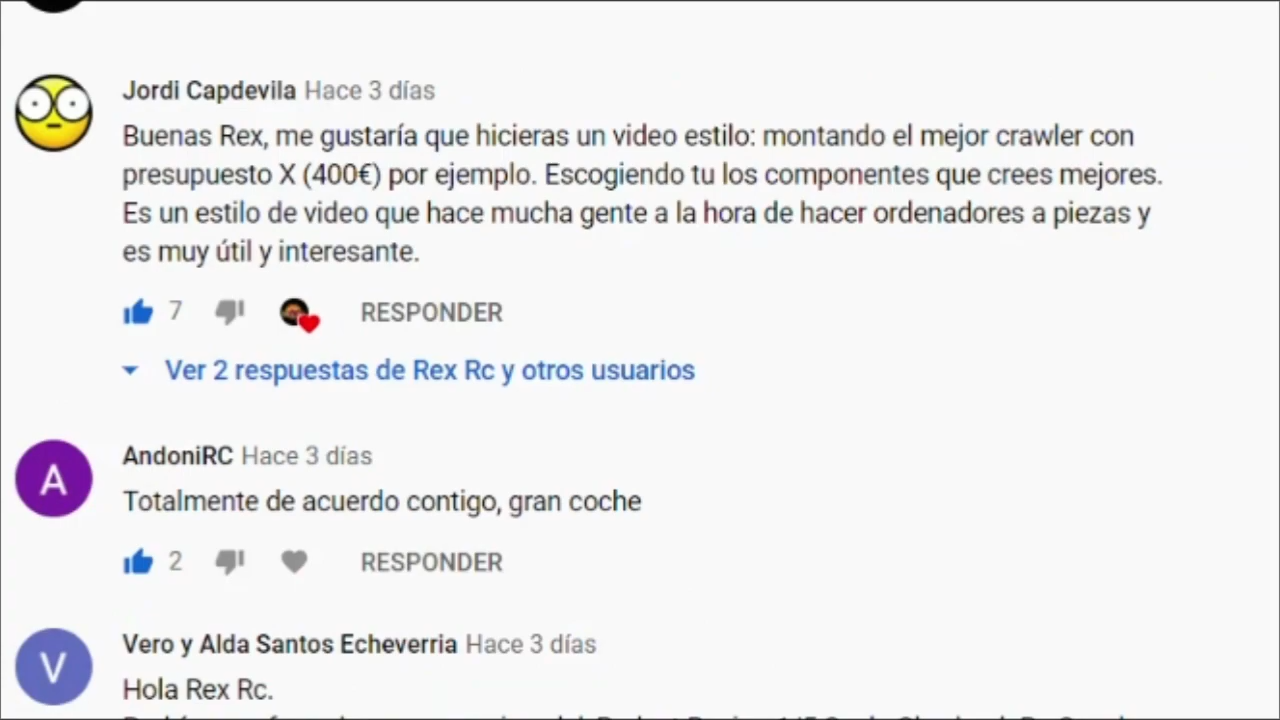 Jordi Capdevila Hace 3 días
Buenas Rex, me gustaría que hicieras un video estilo: montando el mejor crawler con
presupuesto X (400€) por ejemplo. Escogiendo tu los componentes que crees mejores.
Es un estilo de video que hace mucha gente a la hora de hacer ordenadores a piezas y
es muy útil y interesante.
7 RESPONDER
Ver 2 respuestas de Rex Rc y otros usuarios
A
AndoniRC Hace 3 días
Totalmente de acuerdo contigo, gran coche
2 RESPONDER
V
Vero y Alda Santos Echeverria Hace 3 días
Hola Rex Rc.